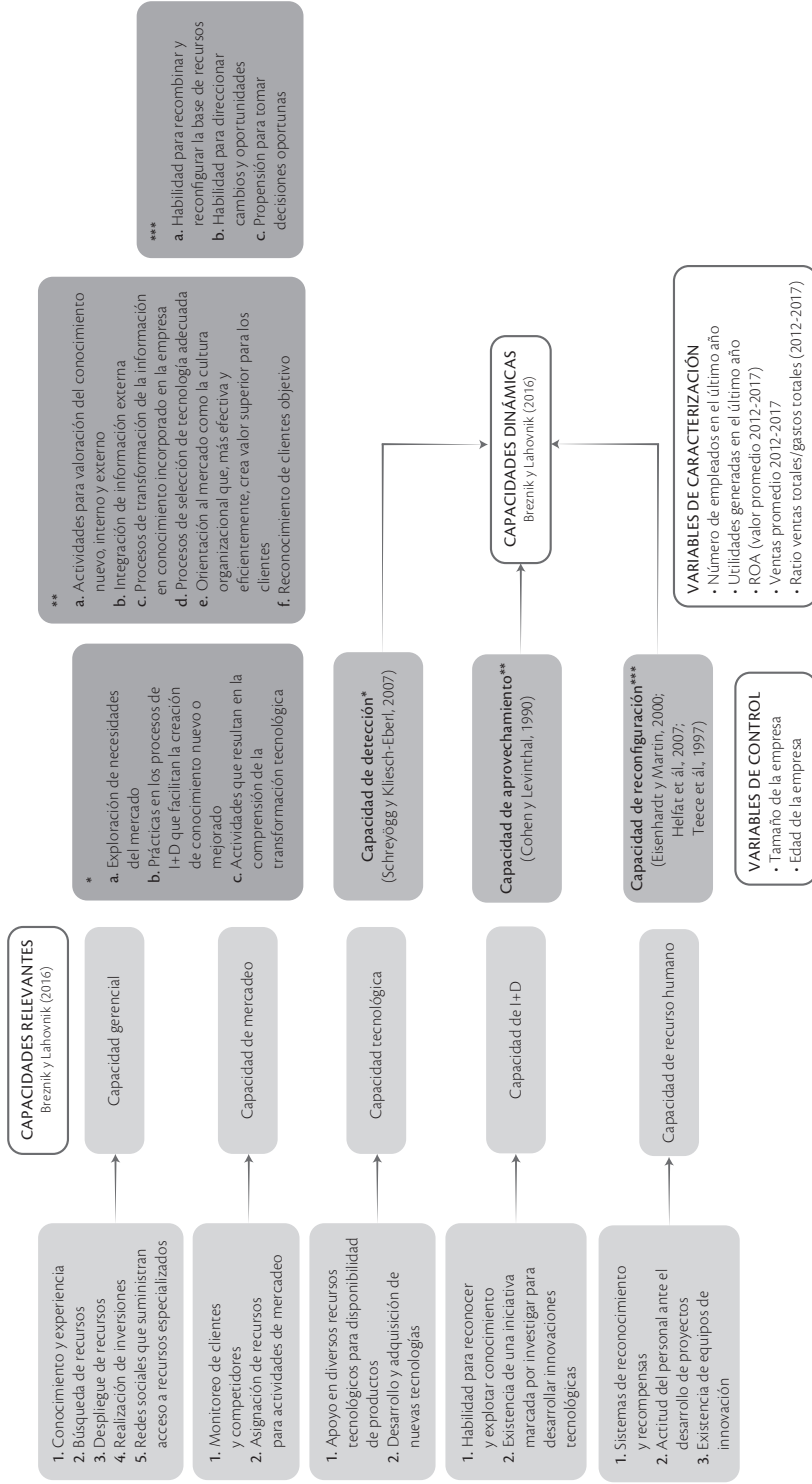 CAPACIDADES RELEVANTES
Breznik y Lahovnik (2016)
1. Conocimiento y experiencia
2. Búsqueda de recursos
3. Despliegue de recursos
4. Realización de inversiones
5. Redes sociales que suministran
acceso a recursos especializados
Capacidad gerencial
1. Monitoreo de clientes
y competidores
2. Asignación de recursos
para actividades de mercadeo
Capacidad de mercadeo
1. Apoyo en diversos recursos
tecnológicos para disponibilidad
de productos
2. Desarrollo y adquisición de
nuevas tecnologías
Capacidad tecnológica
1. Habilidad para reconocer
y explotar conocimiento
2. Existencia de una iniciativa
marcada por investigar para
desarrollar innovaciones
tecnológicas
Capacidad de I+D
1. Sistemas de reconocimiento
y recompensas
2. Actitud del personal ante el
desarrollo de proyectos
3. Existencia de equipos de
innovación
Capacidad de recurso humano
*
a. Exploración de necesidades
del mercado
b. Prácticas en los procesos de
I+D que facilitan la creación
de conocimiento nuevo o
mejorado
c. Actividades que resultan en la
comprensión de la
transformación tecnológica
**
a. Actividades para valoración del conocimiento
nuevo, interno y externo
b. Integración de información externa
c. Procesos de transformación de la información
en conocimiento incorporado en la empresa
d. Procesos de selección de tecnología adecuada
e. Orientación al mercado como la cultura
organizacional que, más efectiva y
eficientemente, crea valor superior para los
clientes
f. Reconocimiento de clientes objetivo
***
a. Habilidad para recombinar y
reconfigurar la base de recursos
b. Habilidad para direccionar
cambios y oportunidades
c. Propensión para tomar
decisiones oportunas
Capacidad de detección*
(Schreyögg y Kliesch-Eberl, 2007)
Capacidad de aprovechamiento**
(Cohen y Levinthal, 1990)
Capacidad de reconfiguración***
(Eisenhardt y Martin, 2000;
Helfat et ál., 2007;
Teece et ál., 1997)
CAPACIDADES DINÁMICAS
Breznik y Lahovnik (2016)
VARIABLES DE CONTROL
• Tamaño de la empresa
• Edad de la empresa
VARIABLES DE CARACTERIZACIÓN
• Número de empleados en el último año
• Utilidades generadas en el último año
• ROA (valor promedio 2012-2017)
• Ventas promedio 2012-2017
• Ratio ventas totales/gastos totales (2012-2017)